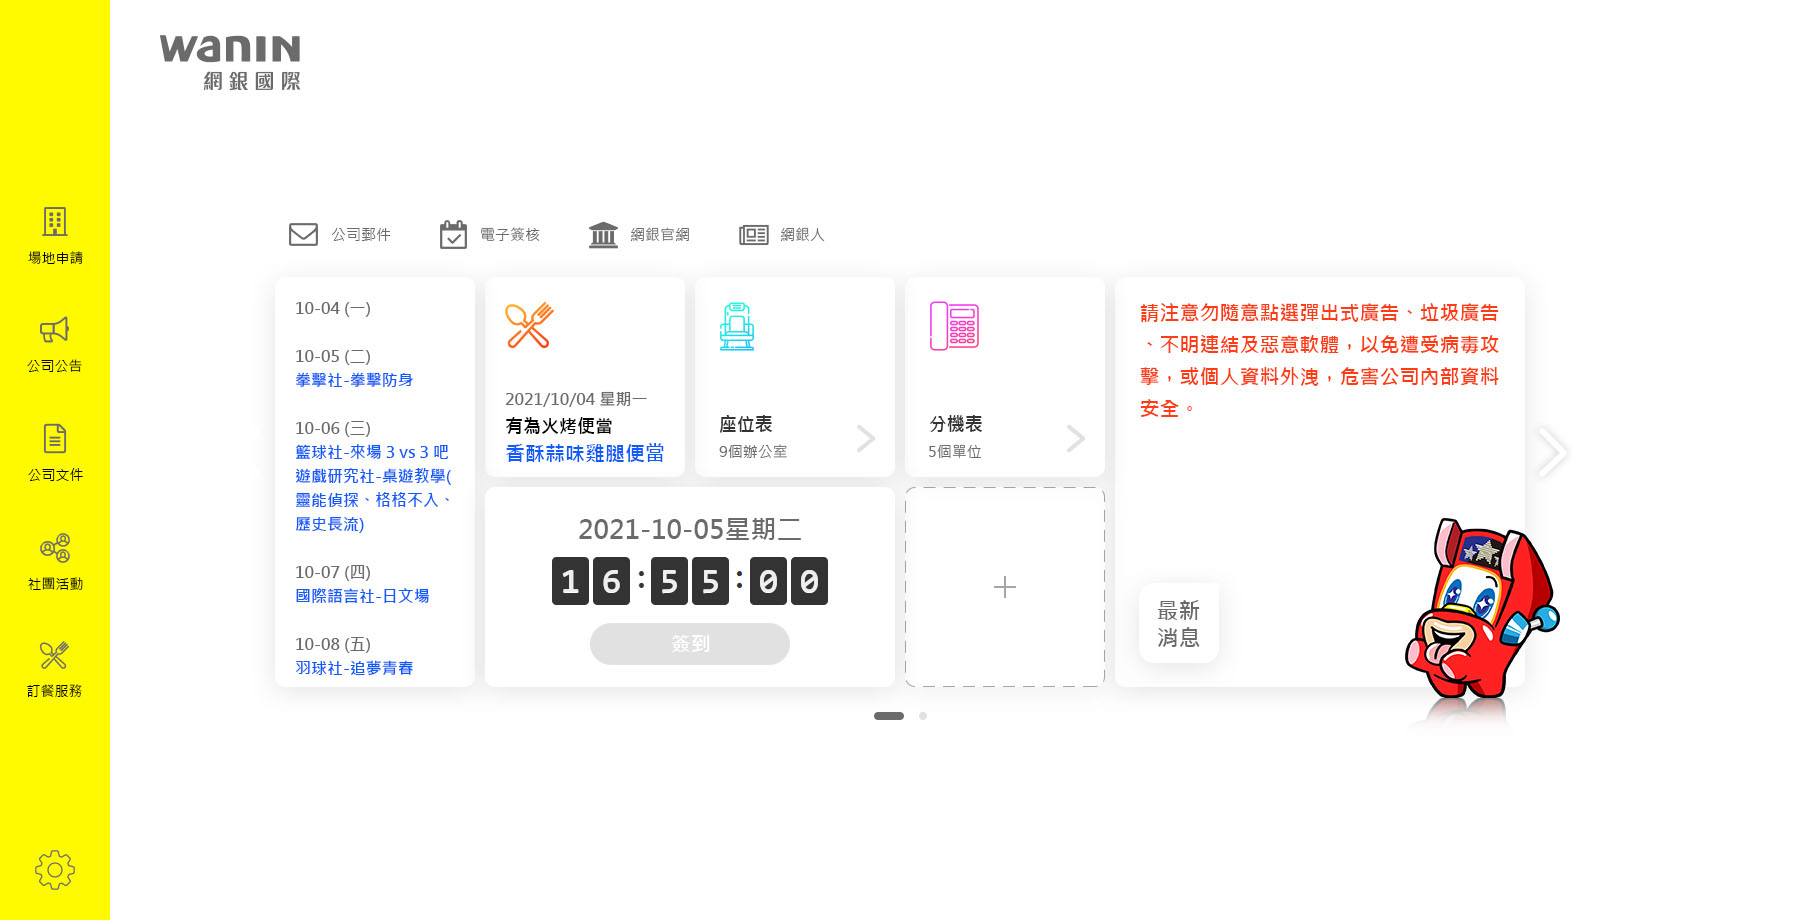 wanin
網銀國際
場地申請
公司公告
公司文件
社團活動
訂餐服務
公司郵件
電子簽核
網銀官網
網銀人
10-04 (一)
10-05 (二)
拳擊社-拳擊防身
10-06 (三)
籃球社-來場 3 vs 3 吧
遊戲研究社-桌遊教學(
靈能偵探、格格不入、
歷史長流)
10-07 (四)
國際語言社-日文場
10-08 (五)
羽球社-追夢青春
2021/10/04 星期一
有為火烤便當
香酥蒜味雞腿便當
座位表
9個辦公室
分機表
5個單位
2021-10-05星期二
16:55:00
簽到
請注意勿隨意點選彈出式廣告、垃圾廣告
、不明連結及惡意軟體，以免遭受病毒攻
擊，或個人資料外洩，危害公司內部資料
安全。
最新
消息